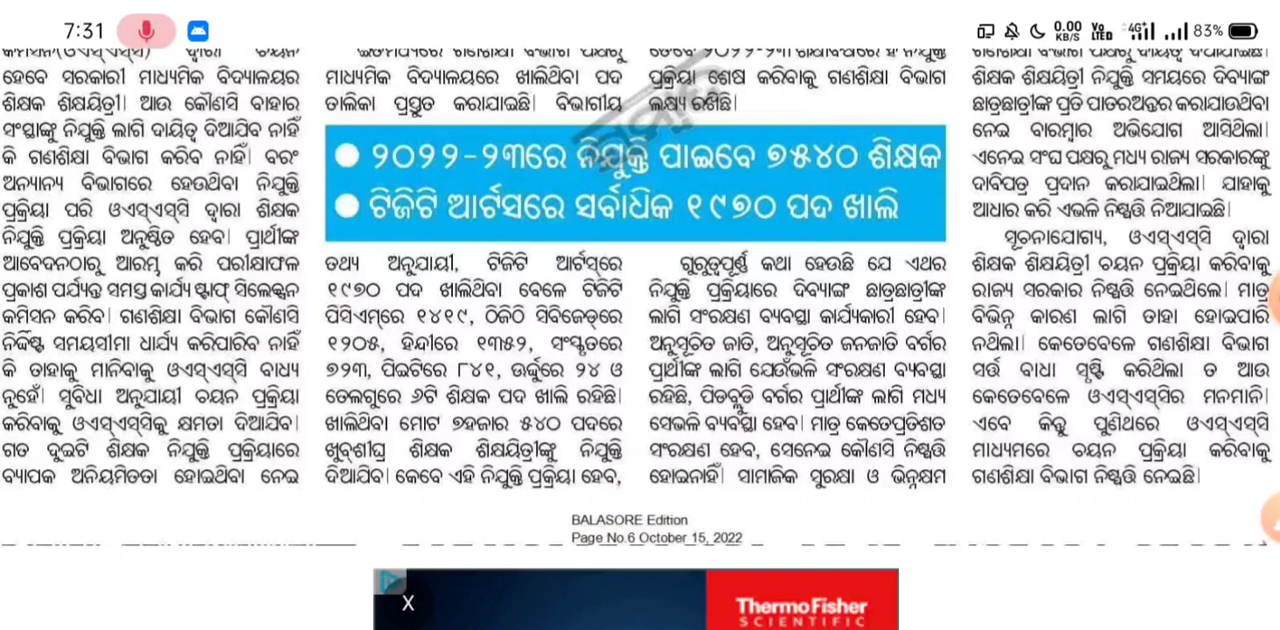 7:31
0.00 KB/S
Vo LTED
4G+
83%
ହେବେ ସରକାରୀ ମାଧ୍ୟମିକ ବିଦ୍ୟାଳୟର
ଶିକ୍ଷକ ଶିକ୍ଷୟିତ୍ରୀ। ଆଉ କୌଣସି ବାହାର
ସଂସ୍ଥାଙ୍କୁ ନିଯୁକ୍ତି ଲାଗି ଦାୟିତ୍ୱ ଦିଆଯିବ ନାହିଁ
କି ଗଣଶିକ୍ଷା ବିଭାଗ କରିବ ନାହିଁ। ବରଂ
ଅନ୍ୟାନ୍ୟ ବିଭାଗରେ ହେଉଥିବା ନିଯୁକ୍ତି
ପ୍ରକ୍ରିୟା ପରି ଓଏସ୍ଏସ୍ସି ଦ୍ୱାରା ଶିକ୍ଷକ
ନିଯୁକ୍ତି ପ୍ରକ୍ରିୟା ଅନୁଷ୍ଠିତ ହେବ। ପ୍ରାର୍ଥୀଙ୍କ
ଆବେଦନଠାରୁ ଆରମ୍ଭ କରି ପରୀକ୍ଷାଫଳ
ପ୍ରକାଶ ପର୍ଯ୍ୟନ୍ତ ସମସ୍ତ କାର୍ଯ୍ୟ ଷ୍ଟାଫ୍ ସିଲେକ୍ସନ
କମିସନ କରିବ। ଗଣଶିକ୍ଷା ବିଭାଗ କୌଣସି
ନିର୍ଦ୍ଦିଷ୍ଟ ସମୟସୀମା ଧାର୍ଯ୍ୟ କରିପାରିବ ନାହିଁ
କି ତାହାକୁ ମାନିବାକୁ ଓଏସ୍ଏସ୍ସି ବାଧ୍ୟ
ନୁହେଁ। ସୁବିଧା ଅନୁଯାୟୀ ଚୟନ ପ୍ରକ୍ରିୟା
କରିବାକୁ ଓଏସ୍ଏସ୍ସିକୁ କ୍ଷମତା ଦିଆଯିବ।
ଗତ ଦୁଇଟି ଶିକ୍ଷକ ନିଯୁକ୍ତି ପ୍ରକ୍ରିୟାରେ
ବ୍ୟାପକ ଅନିୟମିତତା ହୋଇଥିବା ନେଇ
ମାଧ୍ୟମିକ ବିଦ୍ୟାଳୟରେ ଖାଲିଥିବା ପଦ
ତାଲିକା ପ୍ରସ୍ତୁତ କରାଯାଇଛି। ବିଭାଗୀୟ
ପ୍ରକ୍ରିୟା ଶେଷ କରିବାକୁ ଗଣଶିକ୍ଷା ବିଭାଗ
ଲକ୍ଷ୍ୟ ରଖିଛି।
● ୨୦୨୨-୨୩ରେ ନିଯୁକ୍ତି ପାଇବେ ୭୫୪୦ ଶିକ୍ଷକ
● ଟିଜିଟି ଆର୍ଟସରେ ସର୍ବାଧିକ ୧୯୭୦ ପଦ ଖାଲି
ତଥ୍ୟ ଅନୁଯାୟୀ, ଟିଜିଟି ଆର୍ଟସ୍‌ରେ
୧୯୭୦ ପଦ ଖାଲିଥିବା ବେଳେ ଟିଜିଟି
ପିସିଏମ୍‌ରେ ୧୪୧୯, ଠିଜିଠି ସିବିଜେଡ୍‌ରେ
୧୨୦୫, ହିନ୍ଦୀରେ ୧୩୫୨, ସଂସ୍କୃତରେ
୭୨୩, ପିଇଟିରେ ୮୪୧, ଉର୍ଦ୍ଦୁରେ ୨୪ ଓ
ତେଲଗୁରେ ୬ଟି ଶିକ୍ଷକ ପଦ ଖାଲି ରହିଛି।
ଖାଲିଥିବା ମୋଟ ୭ହଜାର ୫୪୦ ପଦରେ
ଖୁବ୍‌ଶୀଘ୍ର ଶିକ୍ଷକ ଶିକ୍ଷୟିତ୍ରୀଙ୍କୁ ନିଯୁକ୍ତି
ଦିଆଯିବ। କେବେ ଏହି ନିଯୁକ୍ତି ପ୍ରକ୍ରିୟା ହେବ,
ଗୁରୁତ୍ୱପୂର୍ଣ୍ଣ କଥା ହେଉଛି ଯେ ଏଥର
ନିଯୁକ୍ତି ପ୍ରକ୍ରିୟାରେ ଦିବ୍ୟାଙ୍ଗ ଛାତ୍ରଛାତ୍ରୀଙ୍କ
ଲାଗି ସଂରକ୍ଷଣ ବ୍ୟବସ୍ଥା କାର୍ଯ୍ୟକାରୀ ହେବ।
ଅନୁସୂଚିତ ଜାତି, ଅନୁସୂଚିତ ଜନଜାତି ବର୍ଗର
ପ୍ରାର୍ଥୀଙ୍କ ଲାଗି ଯେଉଁଭଳି ସଂରକ୍ଷଣ ବ୍ୟବସ୍ଥା
ରହିଛି, ପିଡବ୍ଲୁଡି ବର୍ଗର ପ୍ରାର୍ଥୀଙ୍କ ଲାଗି ମଧ୍ୟ
ସେଭଳି ବ୍ୟବସ୍ଥା ହେବ। ମାତ୍ର କେତେପ୍ରତିଶତ
ସଂରକ୍ଷଣ ହେବ, ସେନେଇ କୌଣସି ନିଷ୍ପତ୍ତି
ହୋଇନାହିଁ। ସାମାଜିକ ସୁରକ୍ଷା ଓ ଭିନ୍ନକ୍ଷମ
ଶିକ୍ଷକ ଶିକ୍ଷୟିତ୍ରୀ ନିଯୁକ୍ତି ସମୟରେ ଦିବ୍ୟାଙ୍ଗ
ଛାତ୍ରଛାତ୍ରୀଙ୍କ ପ୍ରତି ପାତରଅନ୍ତର କରାଯାଉଥିବା
ନେଇ ବାରମ୍ବାର ଅଭିଯୋଗ ଆସିଥିଲା।
ଏନେଇ ସଂଘ ପକ୍ଷରୁ ମଧ୍ୟ ରାଜ୍ୟ ସରକାରଙ୍କୁ
ଦାବିପତ୍ର ପ୍ରଦାନ କରାଯାଇଥିଲା। ଯାହାକୁ
ଆଧାର କରି ଏଭଳି ନିଷ୍ପତ୍ତି ନିଆଯାଇଛି।
ସୂଚନାଯୋଗ୍ୟ, ଓଏସ୍ଏସ୍ସି ଦ୍ୱାରା
ଶିକ୍ଷକ ଶିକ୍ଷୟିତ୍ରୀ ଚୟନ ପ୍ରକ୍ରିୟା କରିବାକୁ
ରାଜ୍ୟ ସରକାର ନିଷ୍ପତ୍ତି ନେଇଥିଲେ। ମାତ୍ର
ବିଭିନ୍ନ କାରଣ ଲାଗି ତାହା ହୋଇପାରି
ନଥିଲା। କେତେବେଳେ ଗଣଶିକ୍ଷା ବିଭାଗ
ସର୍ତ୍ତ ବାଧା ସୃଷ୍ଟି କରିଥିଲା ତ ଆଉ
କେତେବେଳେ ଓଏସ୍ଏସ୍ସିର ମନମାନି।
ଏବେ କିନ୍ତୁ ପୁଣିଥରେ ଓଏସ୍ଏସ୍ସି
ମାଧ୍ୟମରେ ଚୟନ ପ୍ରକ୍ରିୟା କରିବାକୁ
ଗଣଶିକ୍ଷା ବିଭାଗ ନିଷ୍ପତ୍ତି ନେଇଛି।
BALASORE Edition
Page No.6 October 15, 2022
X
ThermoFisher
SCIENTIFIC